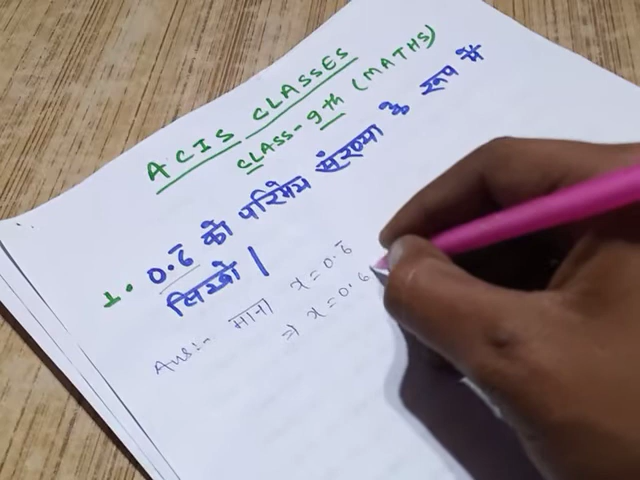 ACIS CLASSES
CLASS-9th (MATHS)
1. 0.6̅ को परिमेय संख्या के रूप में
लिखो |
Ans:- माना x=0.6̅
⇒ x=0.6